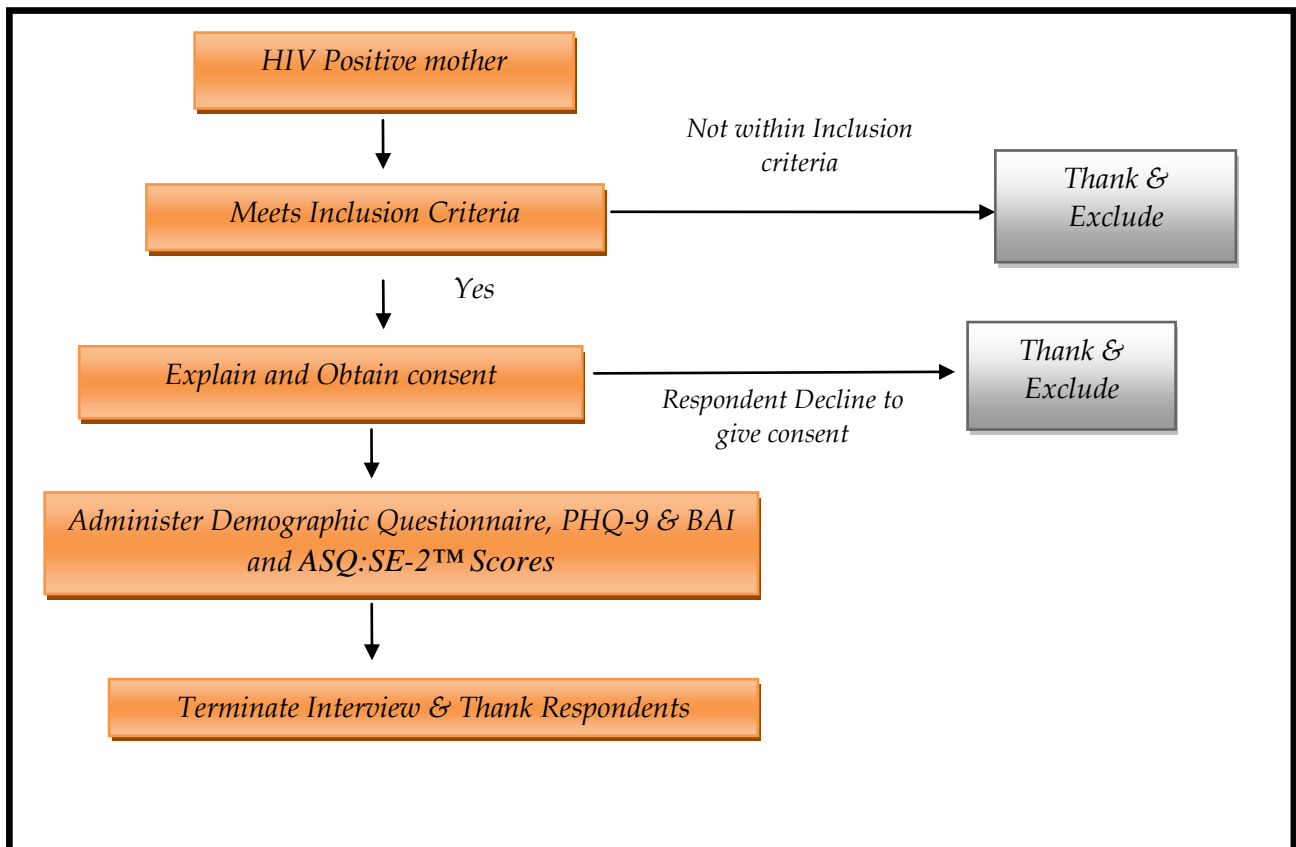 HIV Positive mother
Not within Inclusion
criteria
Meets Inclusion Criteria
Thank &
Exclude
Yes
Explain and Obtain consent
Thank &
Exclude
Respondent Decline to
give consent
Administer Demographic Questionnaire, PHQ-9 & BAI
and ASQ:SE-2™ Scores
Terminate Interview & Thank Respondents